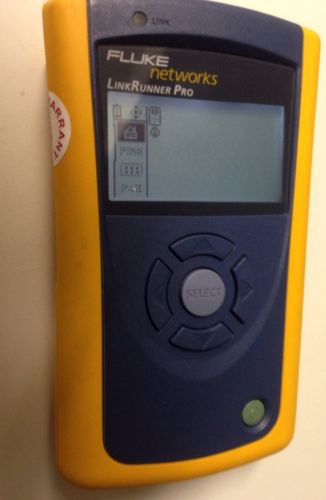 LINK
FLUKE
networks
LINKRUNNER PRO
PING
SELECT